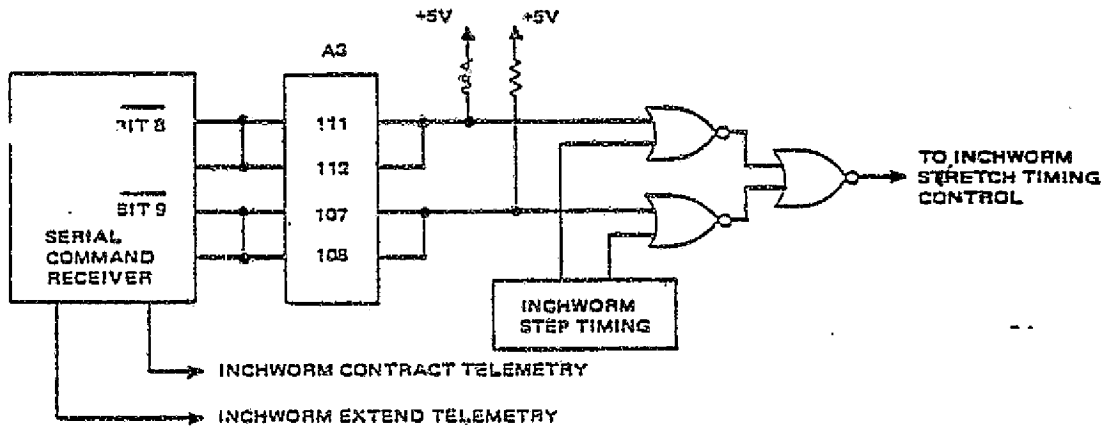 +5V
+5V
A3
BIT 8
111
112
BIT 9
107
108
SERIAL
COMMAND
RECEIVER
TO INCHWORM
STRETCH TIMING
CONTROL
INCHWORM
STEP TIMING
INCHWORM CONTRACT TELEMETRY
INCHWORM EXTEND TELEMETRY